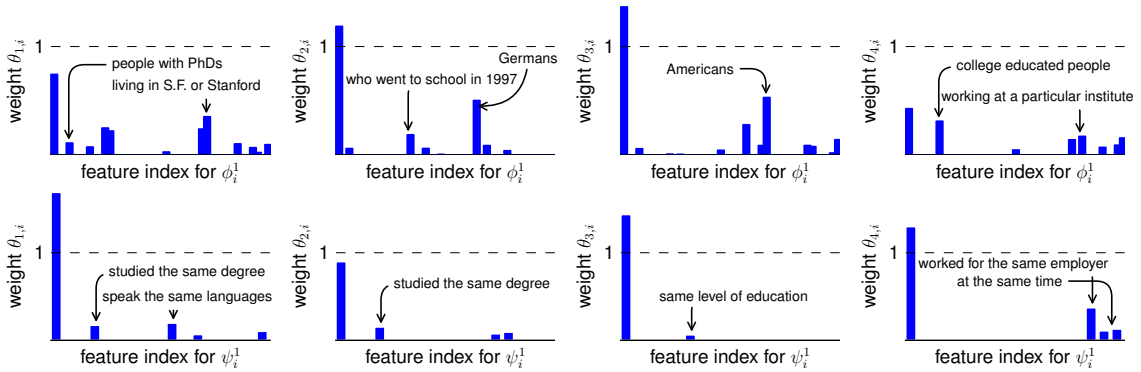 weight θ1,i
1
people with PhDs
living in S.F. or Stanford
feature index for ϕ¹ᵢ
weight θ2,i
1
Germans
who went to school in 1997
feature index for ϕ¹ᵢ
weight θ3,i
1
Americans
feature index for ϕ¹ᵢ
weight θ4,i
1
college educated people
working at a particular institute
feature index for ϕ¹ᵢ
weight θ1,i
1
studied the same degree
speak the same languages
feature index for ψ¹ᵢ
weight θ2,i
1
studied the same degree
feature index for ψ¹ᵢ
weight θ3,i
1
same level of education
feature index for ψ¹ᵢ
weight θ4,i
1
worked for the same employer
at the same time
feature index for ψ¹ᵢ